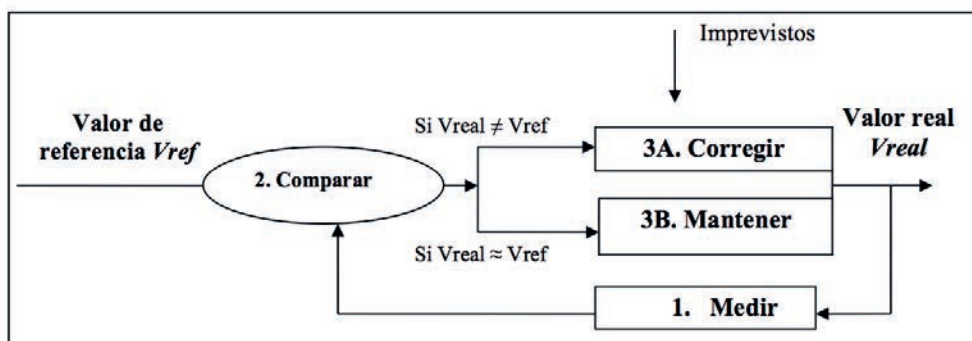 Imprevistos
Valor de
referencia Vref
Si Vreal ≠ Vref
3A. Corregir
Valor real
Vreal
2. Comparar
3B. Mantener
Si Vreal ≈ Vref
1. Medir